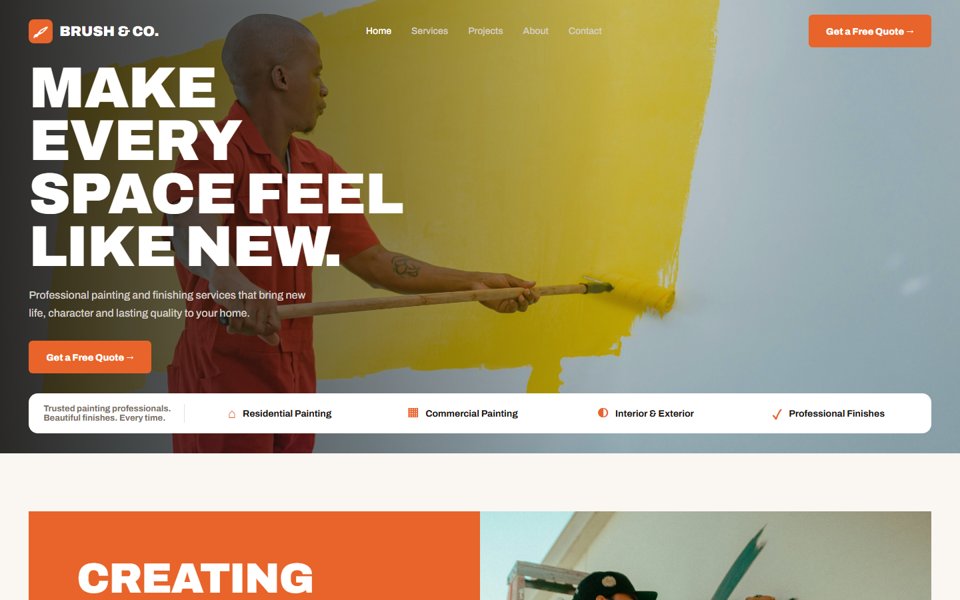 BRUSH & CO.
Home
Services
Projects
About
Contact
Get a Free Quote →
MAKE
EVERY
SPACE FEEL
LIKE NEW.
Professional painting and finishing services that bring new
life, character and lasting quality to your home.
Get a Free Quote →
Trusted painting professionals.
Beautiful finishes. Every time.
Residential Painting
Commercial Painting
Interior & Exterior
Professional Finishes
CREATING